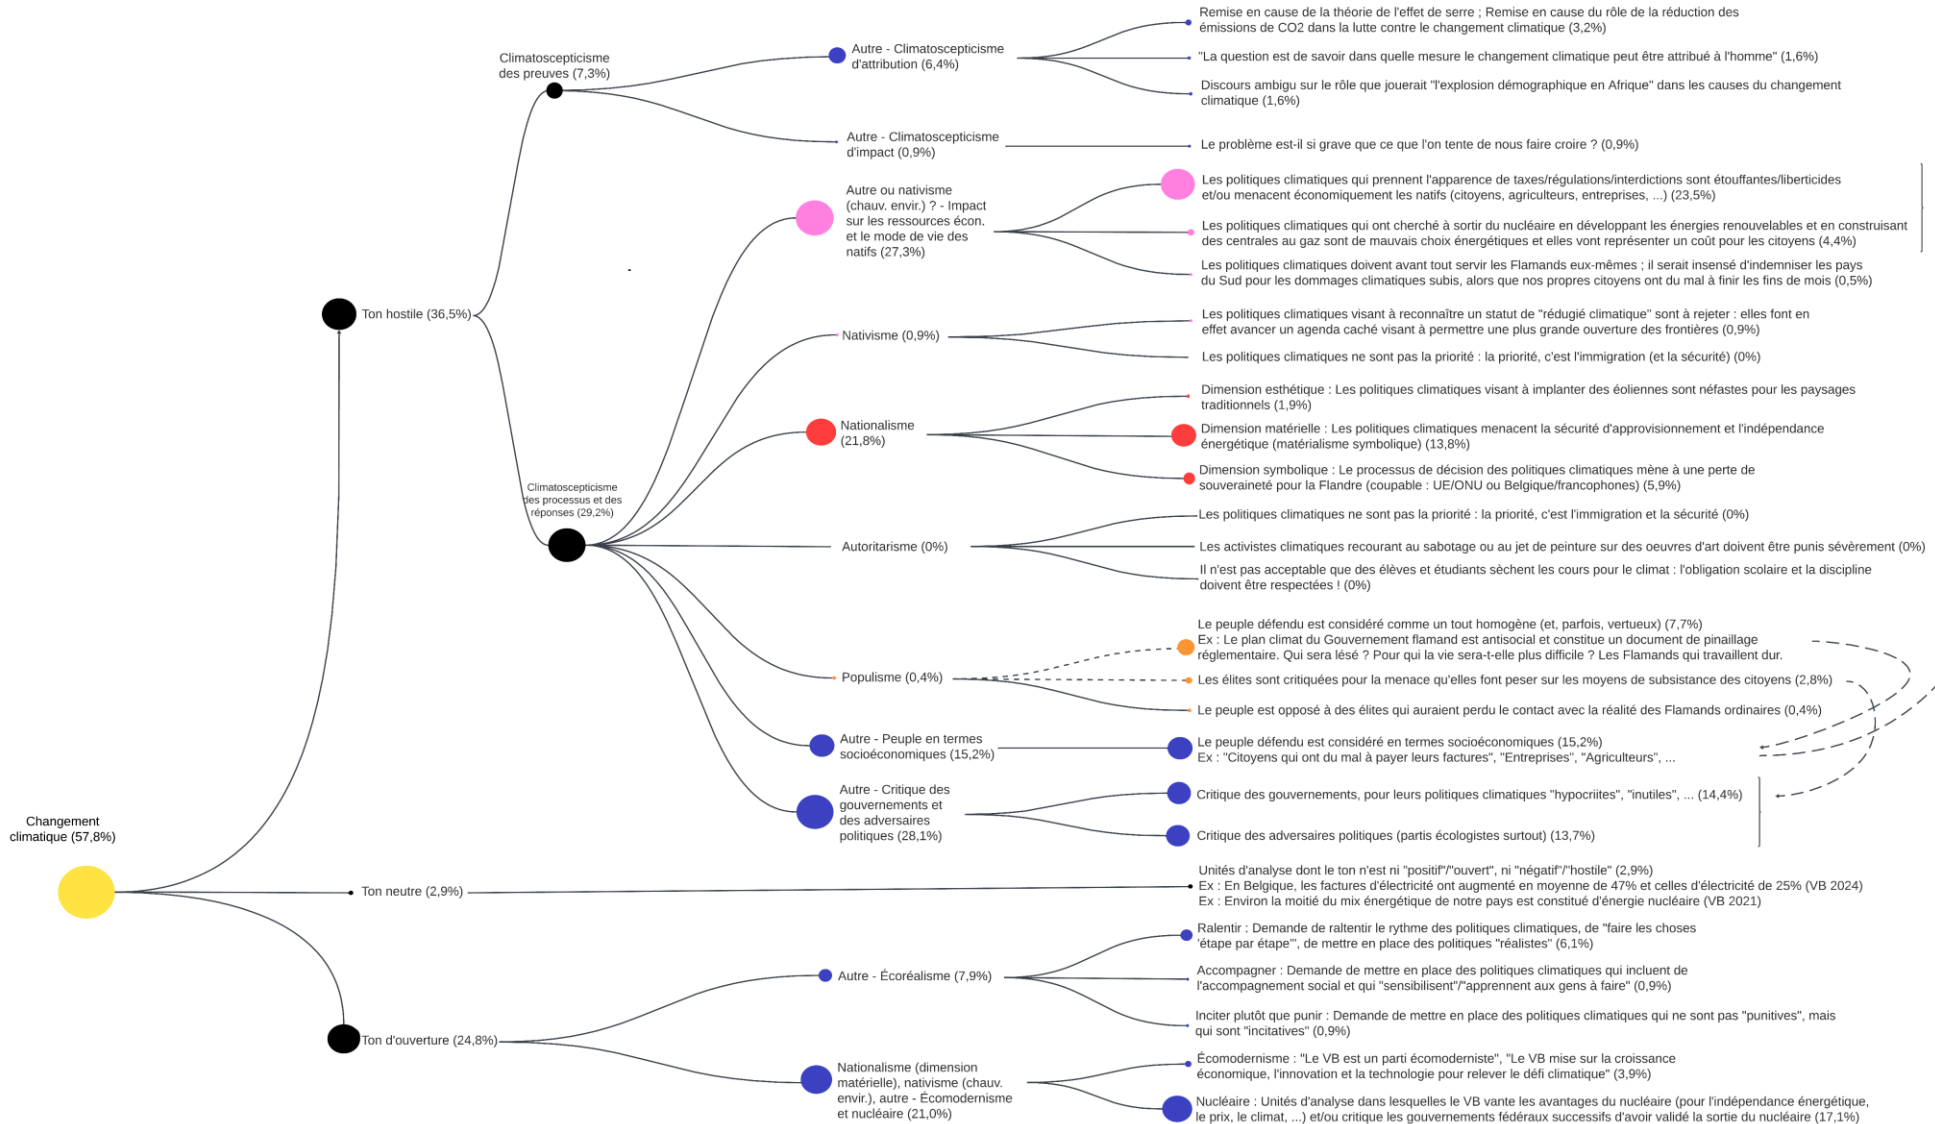 Remise en cause de la théorie de l'effet de serre ; Remise en cause du rôle de la réduction des
émissions de CO2 dans la lutte contre le changement climatique (3,2%)
Climatoscepticisme
des preuves (7,3%)
Autre - Climatoscepticisme
d'attribution (6,4%)
"La question est de savoir dans quelle mesure le changement climatique peut être attribué à l'homme" (1,6%)
Discours ambigu sur le rôle que jouerait "l'explosion démographique en Afrique" dans les causes du changement
climatique (1,6%)
Autre - Climatoscepticisme
d'impact (0,9%)
Le problème est-il si grave que ce que l'on tente de nous faire croire ? (0,9%)
Autre ou nativisme
(chauv. envir.) ? - Impact
sur les ressources écon.
et le mode de vie des
natifs (27,3%)
Les politiques climatiques qui prennent l'apparence de taxes/régulations/interdictions sont étouffantes/liberticides
et/ou menacent économiquement les natifs (citoyens, agriculteurs, entreprises, ...) (23,5%)
Les politiques climatiques qui ont cherché à sortir du nucléaire en développant les énergies renouvelables et en construisant
des centrales au gaz sont de mauvais choix énergétiques et elles vont représenter un coût pour les citoyens (4,4%)
Les politiques climatiques doivent avant tout servir les Flamands eux-mêmes ; il serait insensé d'indemniser les pays
du Sud pour les dommages climatiques subis, alors que nos propres citoyens ont du mal à finir les fins de mois (0,5%)
Ton hostile (36,5%)
Nativisme (0,9%)
Les politiques climatiques visant à reconnaître un statut de "rédugié climatique" sont à rejeter : elles font en
effet avancer un agenda caché visant à permettre une plus grande ouverture des frontières (0,9%)
Les politiques climatiques ne sont pas la priorité : la priorité, c'est l'immigration (et la sécurité) (0%)
Nationalisme
(21,8%)
Dimension esthétique : Les politiques climatiques visant à implanter des éoliennes sont néfastes pour les paysages
traditionnels (1,9%)
Dimension matérielle : Les politiques climatiques menacent la sécurité d'approvisionnement et l'indépendance
énergétique (matérialisme symbolique) (13,8%)
Dimension symbolique : Le processus de décision des politiques climatiques mène à une perte de
souveraineté pour la Flandre (coupable : UE/ONU ou Belgique/francophones) (5,9%)
Climatoscepticisme
des processus et des
réponses (29,2%)
Autoritarisme (0%)
Les politiques climatiques ne sont pas la priorité : la priorité, c'est l'immigration et la sécurité (0%)
Les activistes climatiques recourant au sabotage ou au jet de peinture sur des oeuvres d'art doivent être punis sévèrement (0%)
Il n'est pas acceptable que des élèves et étudiants sèchent les cours pour le climat : l'obligation scolaire et la discipline
doivent être respectées ! (0%)
Le peuple défendu est considéré comme un tout homogène (et, parfois, vertueux) (7,7%)
Ex : Le plan climat du Gouvernement flamand est antisocial et constitue un document de pinaillage
réglementaire. Qui sera lésé ? Pour qui la vie sera-t-elle plus difficile ? Les Flamands qui travaillent dur.
Populisme (0,4%)
Les élites sont critiquées pour la menace qu'elles font peser sur les moyens de subsistance des citoyens (2,8%)
Le peuple est opposé à des élites qui auraient perdu le contact avec la réalité des Flamands ordinaires (0,4%)
Autre - Peuple en termes
socioéconomiques (15,2%)
Le peuple défendu est considéré en termes socioéconomiques (15,2%)
Ex : "Citoyens qui ont du mal à payer leurs factures", "Entreprises", "Agriculteurs", ...
Autre - Critique des
gouvernements et
des adversaires
politiques (28,1%)
Critique des gouvernements, pour leurs politiques climatiques "hypocriites", "inutiles", ... (14,4%)
Critique des adversaires politiques (partis écologistes surtout) (13,7%)
Changement
climatique (57,8%)
Ton neutre (2,9%)
Unités d'analyse dont le ton n'est ni "positif"/"ouvert", ni "négatif"/"hostile" (2,9%)
Ex : En Belgique, les factures d'électricité ont augmenté en moyenne de 47% et celles d'électricité de 25% (VB 2024)
Ex : Environ la moitié du mix énergétique de notre pays est constitué d'énergie nucléaire (VB 2021)
Ralentir : Demande de raltentir le rythme des politiques climatiques, de "faire les choses
'étape par étape'", de mettre en place des politiques "réalistes" (6,1%)
Autre - Écoréalisme (7,9%)
Accompagner : Demande de mettre en place des politiques climatiques qui incluent de
l'accompagnement social et qui "sensibilisent"/"apprennent aux gens à faire" (0,9%)
Inciter plutôt que punir : Demande de mettre en place des politiques climatiques qui ne sont pas "punitives", mais
qui sont "incitatives" (0,9%)
Ton d'ouverture (24,8%)
Nationalisme (dimension
matérielle), nativisme (chauv.
envir.), autre - Écomodernisme
et nucléaire (21,0%)
Écomodernisme : "Le VB est un parti écomoderniste", "Le VB mise sur la croissance
économique, l'innovation et la technologie pour relever le défi climatique" (3,9%)
Nucléaire : Unités d'analyse dans lesquelles le VB vante les avantages du nucléaire (pour l'indépendance énergétique,
le prix, le climat, ...) et/ou critique les gouvernements fédéraux successifs d'avoir validé la sortie du nucléaire (17,1%)